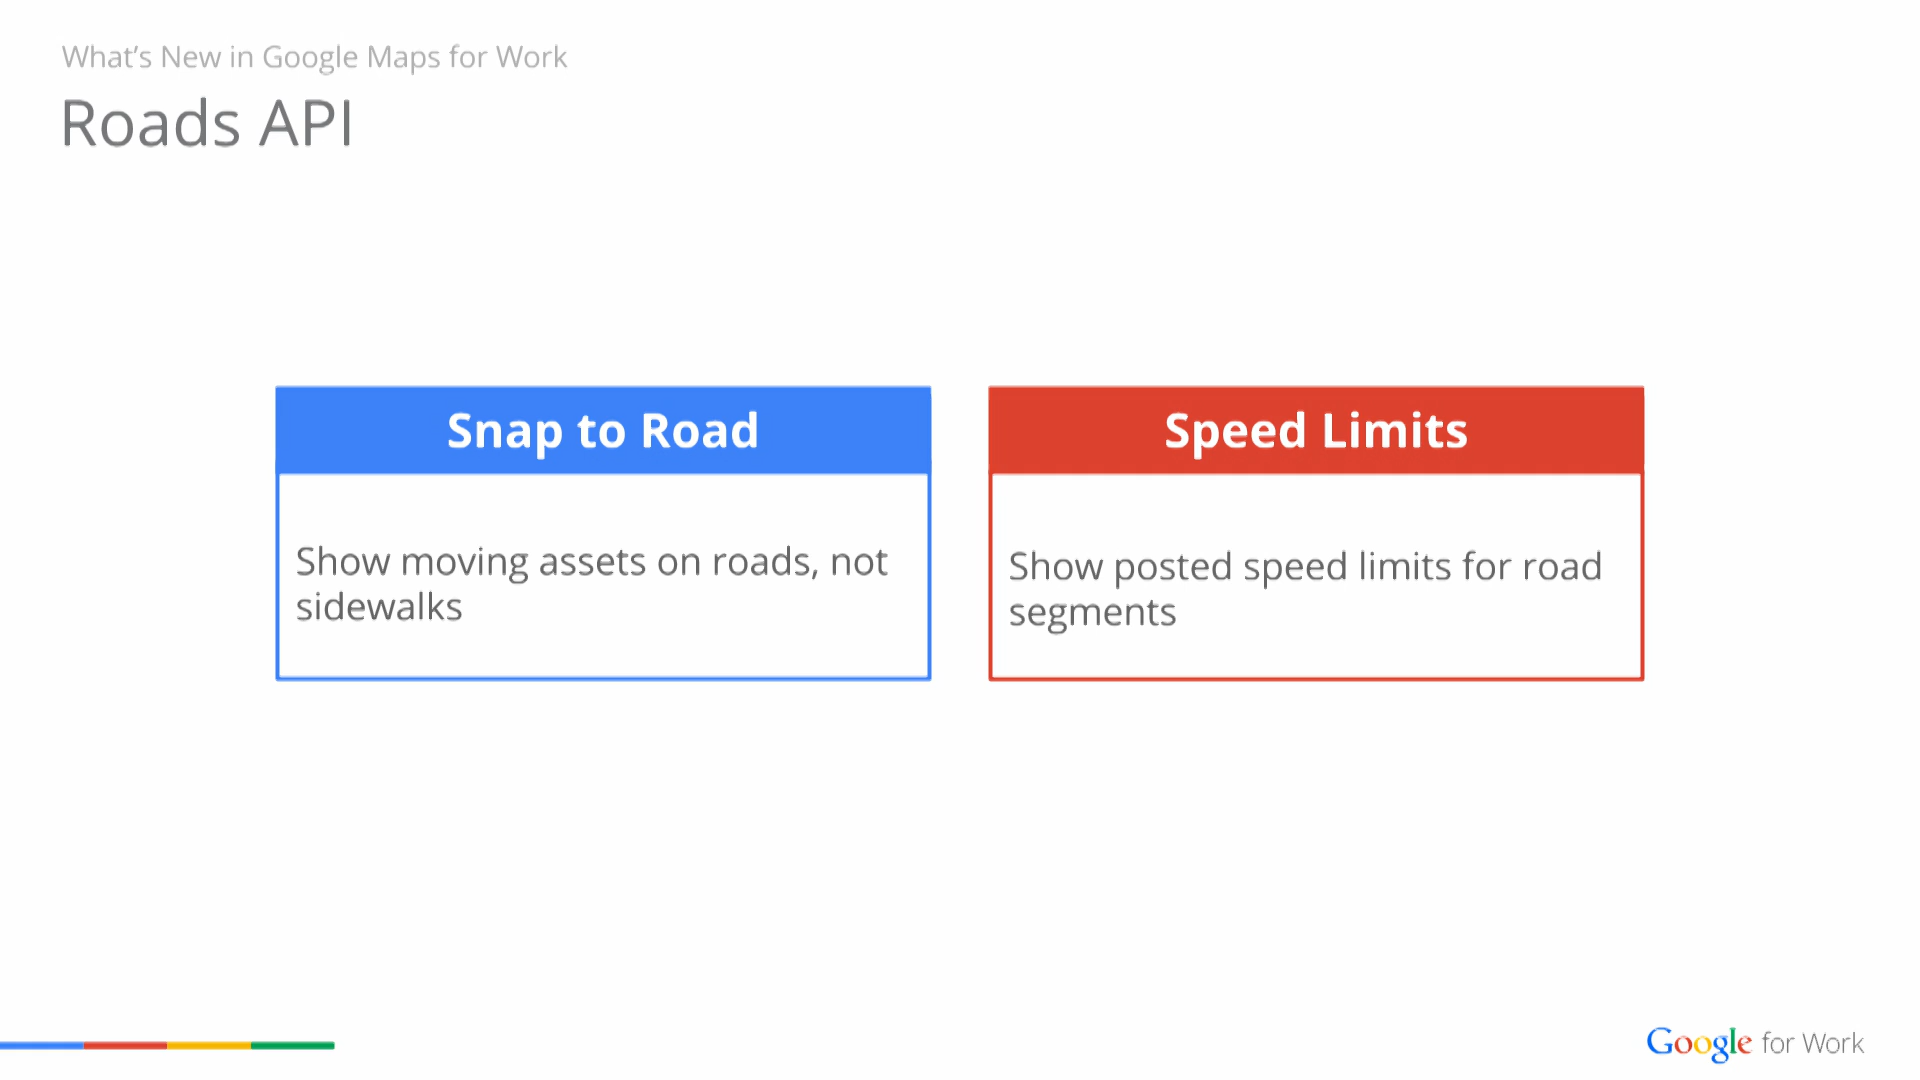 What's New in Google Maps for Work
Roads API
Snap to Road
Show moving assets on roads, not
sidewalks
Speed Limits
Show posted speed limits for road
segments
Google for Work